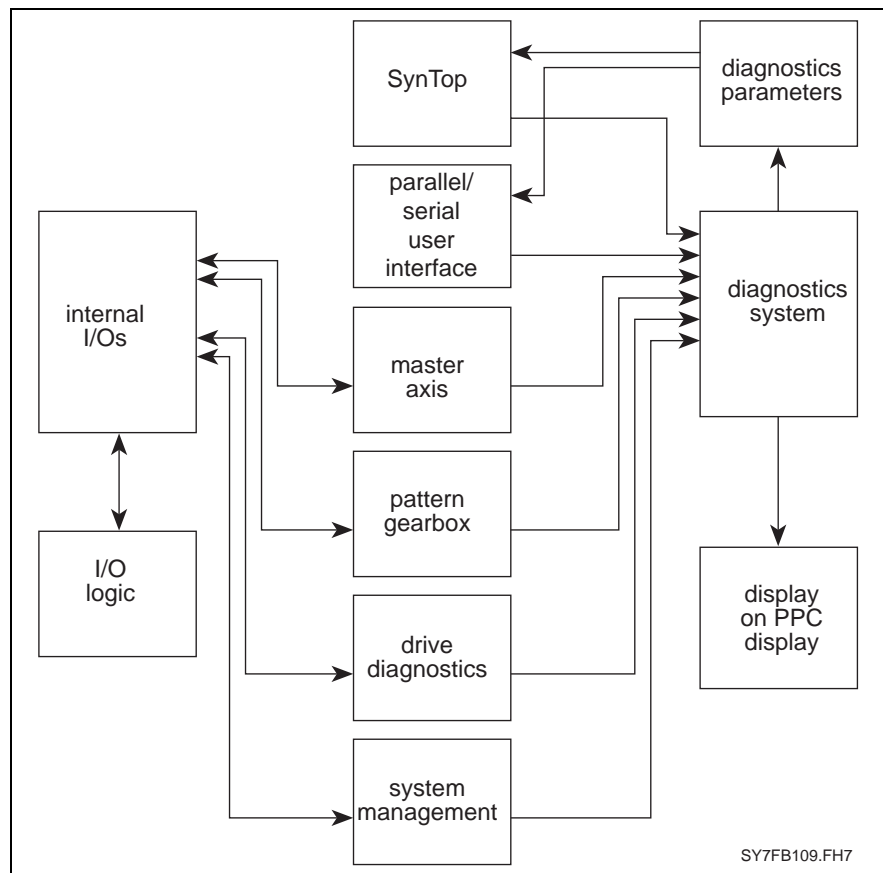 SynTop
diagnostics
parameters
parallel/
serial
user
interface
internal
I/Os
diagnostics
system
master
axis
pattern
gearbox
I/O
logic
display
on PPC
display
drive
diagnostics
system
management
SY7FB109.FH7